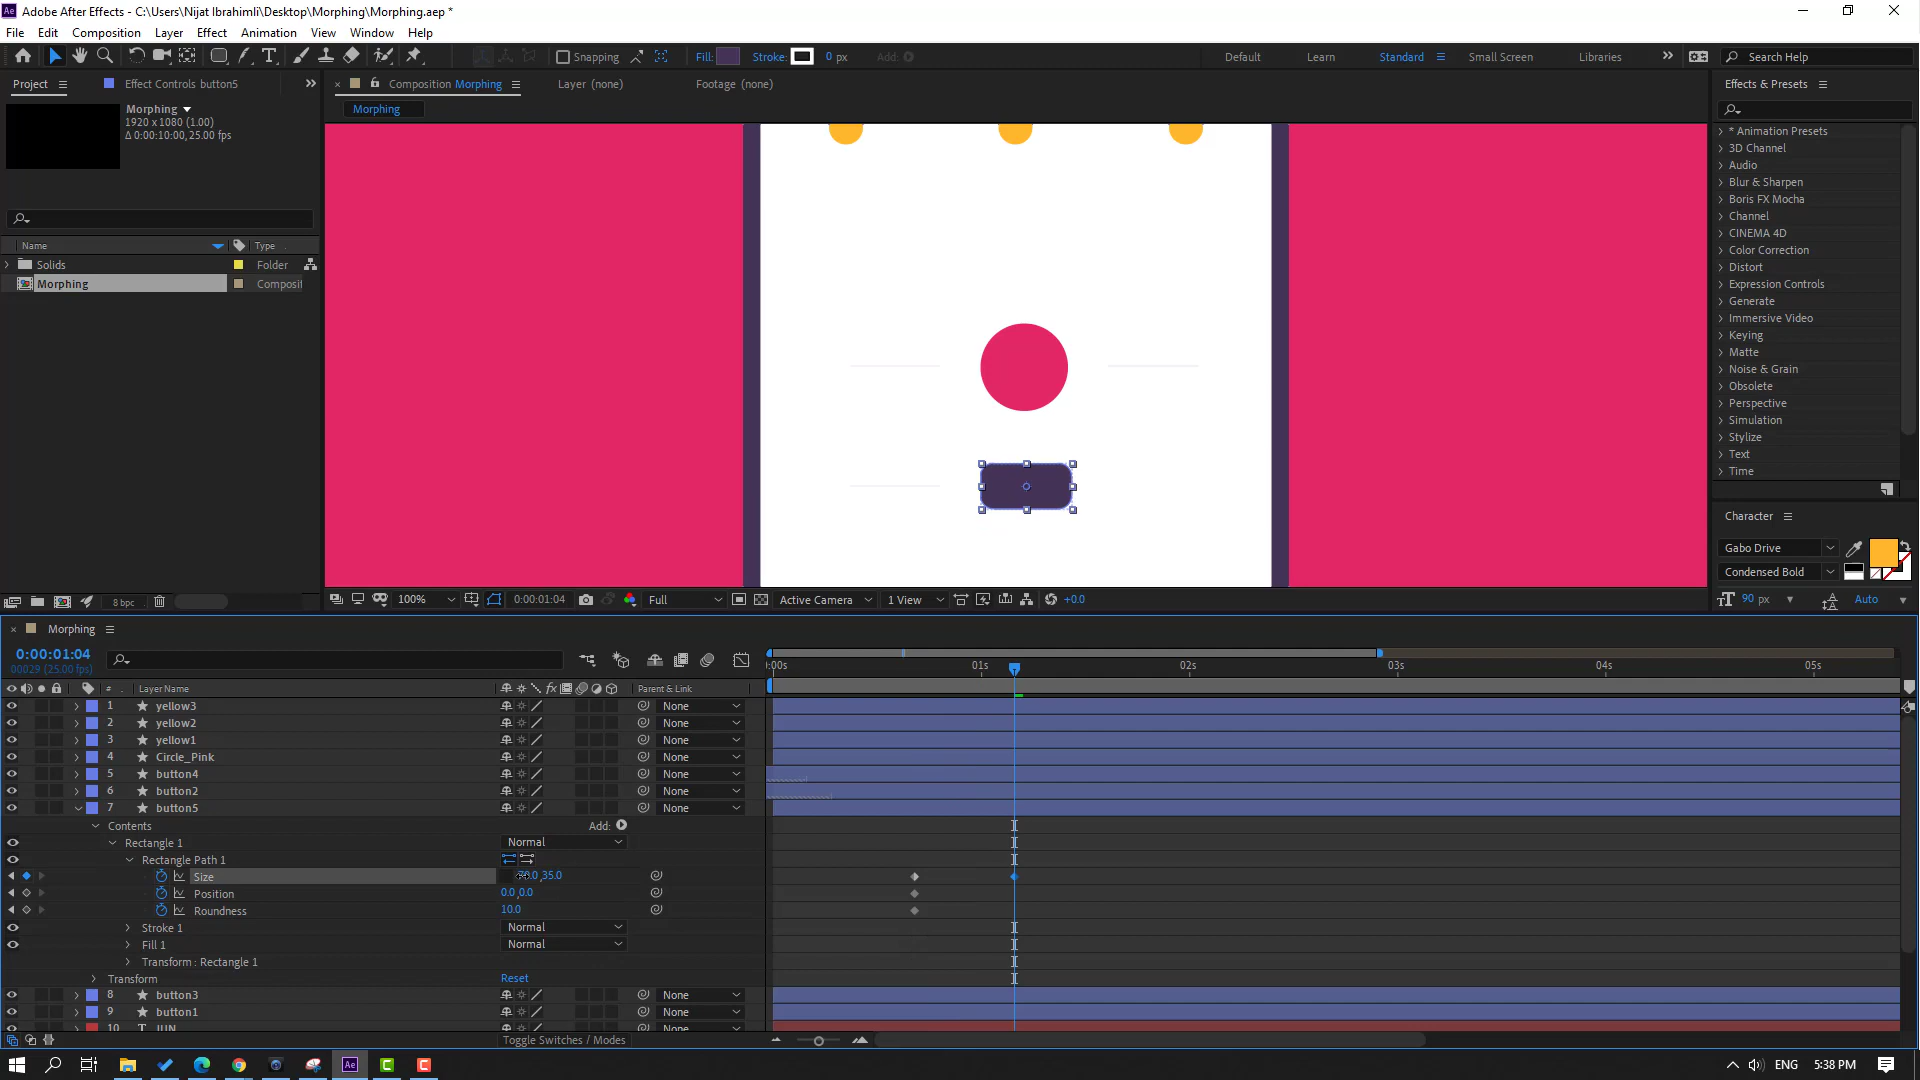 Adobe After Effects - C:\Users\Nijat Ibrahimli\Desktop\Morphing\Morphing.aep *
File Edit Composition Layer Effect Animation View Window Help
Snapping Fill: Stroke: 0 px Add: Default Learn Standard Small Screen Libraries Search Help
Project Effect Controls button5 Composition Morphing Layer (none) Footage (none) Effects & Presets
Morphing
1920 x 1080 (1.00)
Δ 0:00:10:00, 25.00 fps
Morphing
Name Type
Solids Folder
Morphing Composit
* Animation Presets
3D Channel
Audio
Blur & Sharpen
Boris FX Mocha
Channel
CINEMA 4D
Color Correction
Distort
Expression Controls
Generate
Immersive Video
Keying
Matte
Noise & Grain
Obsolete
Perspective
Simulation
Stylize
Text
Time
Character
Gabo Drive
Condensed Bold
90 px Auto
8 bpc 100% 0:00:01:04 Full Active Camera 1 View +0.0
Morphing
0:00:01:04
00029 (25.00 fps)
:00s 01s 02s 03s 04s 05s
# Layer Name Parent & Link
1 yellow3 None
2 yellow2 None
3 yellow1 None
4 Circle_Pink None
5 button4 None
6 button2 None
7 button5 None
Contents Add:
Rectangle 1 Normal
Rectangle Path 1
Size ,35.0
Position 0.0,0.0
Roundness 10.0
Stroke 1 Normal
Fill 1 Normal
Transform : Rectangle 1
Transform Reset
8 button3 None
9 button1 None
10 T JUN None
Toggle Switches / Modes
ENG 5:38 PM